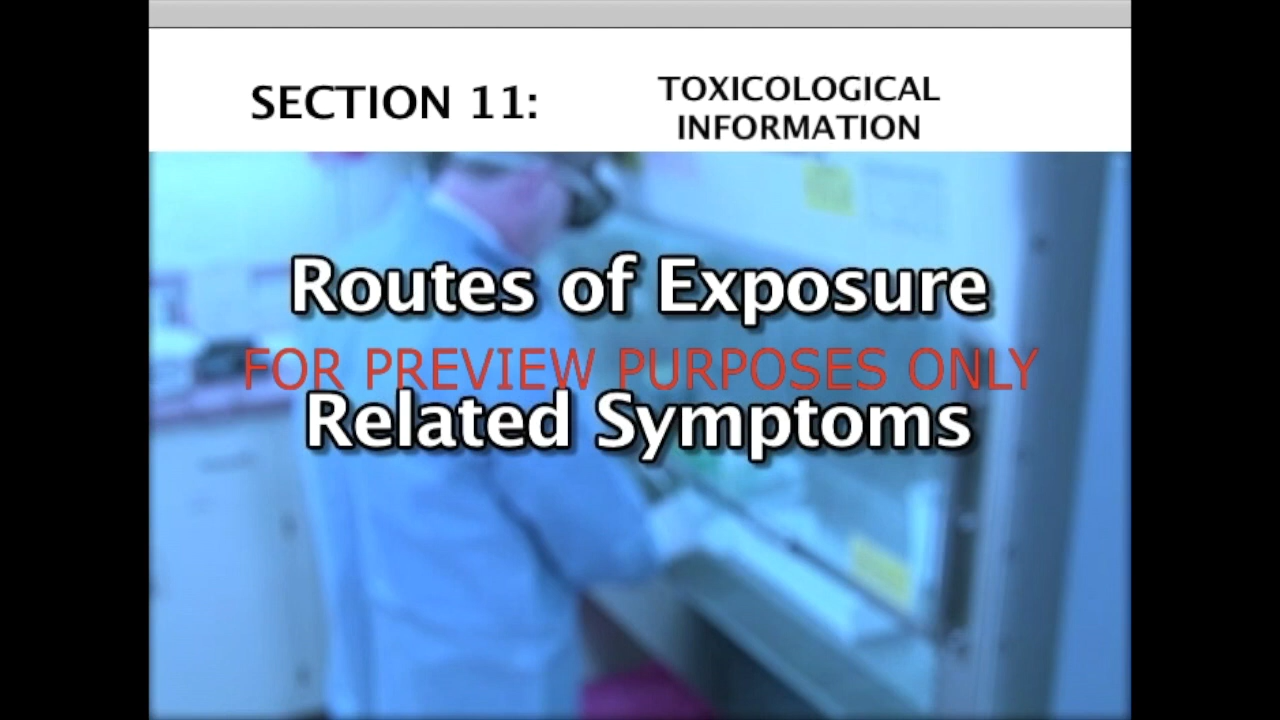 SECTION 11:
TOXICOLOGICAL
INFORMATION
Routes of Exposure
FOR PREVIEW PURPOSES ONLY
Related Symptoms